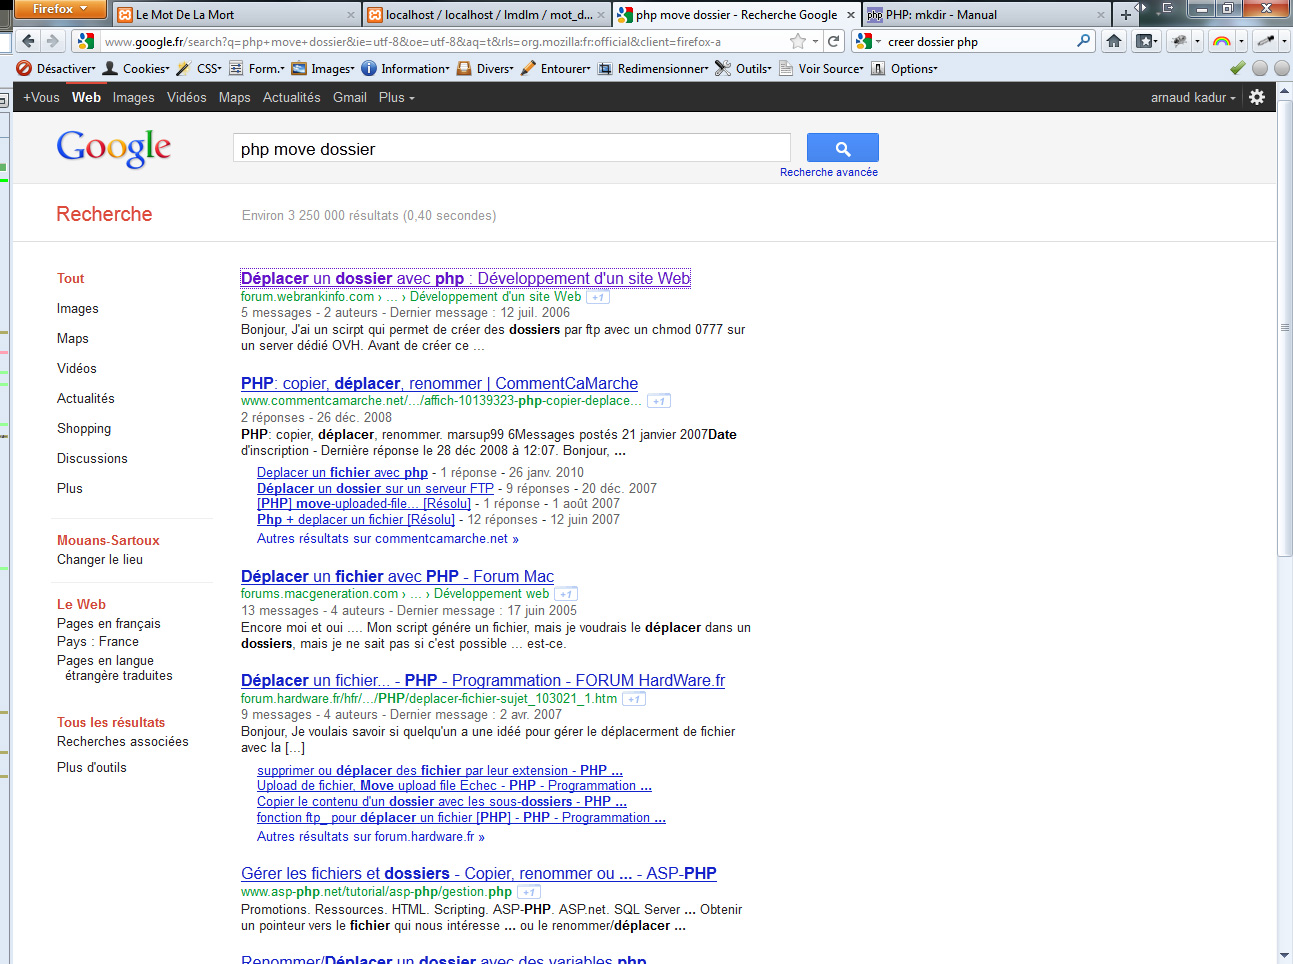 Firefox
Le Mot De La Mort
localhost / localhost / lmdlm / mot_d...
php move dossier - Recherche Google
PHP: mkdir - Manual
www.google.fr/search?q=php+move+dossier&ie=utf-8&oe=utf-8&aq=t&rls=org.mozilla:fr:official&client=firefox-a
creer dossier php
Désactiver Cookies CSS Form. Images Information Divers Entourer Redimensionner Outils Voir Source Options
+Vous Web Images Vidéos Maps Actualités Gmail Plus
arnaud kadur
Google
php move dossier
Recherche avancée
Recherche
Environ 3 250 000 résultats (0,40 secondes)
Tout
Images
Maps
Vidéos
Actualités
Shopping
Discussions
Plus
Mouans-Sartoux
Changer le lieu
Le Web
Pages en français
Pays : France
Pages en langue
étrangère traduites
Tous les résultats
Recherches associées
Plus d'outils
Déplacer un dossier avec php : Développement d'un site Web
forum.webrankinfo.com › ... › Développement d'un site Web +1
5 messages - 2 auteurs - Dernier message : 12 juil. 2006
Bonjour, J'ai un scirpt qui permet de créer des dossiers par ftp avec un chmod 0777 sur
un server dédié OVH. Avant de créer ce ...
PHP: copier, déplacer, renommer | CommentCaMarche
www.commentcamarche.net/.../affich-10139323-php-copier-deplace... +1
2 réponses - 26 déc. 2008
PHP: copier, déplacer, renommer. marsup99 6Messages postés 21 janvier 2007Date
d'inscription - Dernière réponse le 28 déc 2008 à 12:07. Bonjour, ...
Deplacer un fichier avec php - 1 réponse - 26 janv. 2010
Déplacer un dossier sur un serveur FTP - 9 réponses - 20 déc. 2007
[PHP] move-uploaded-file... [Résolu] - 1 réponse - 1 août 2007
Php + deplacer un fichier [Résolu] - 12 réponses - 12 juin 2007
Autres résultats sur commentcamarche.net »
Déplacer un fichier avec PHP - Forum Mac
forums.macgeneration.com › ... › Développement web +1
13 messages - 4 auteurs - Dernier message : 17 juin 2005
Encore moi et oui .... Mon script génére un fichier, mais je voudrais le déplacer dans un
dossiers, mais je ne sait pas si c'est possible ... est-ce.
Déplacer un fichier... - PHP - Programmation - FORUM HardWare.fr
forum.hardware.fr/hfr/.../PHP/deplacer-fichier-sujet_103021_1.htm +1
9 messages - 4 auteurs - Dernier message : 2 avr. 2007
Bonjour, Je voulais savoir si quelqu'un a une idéé pour gérer le déplacerment de fichier
avec la [...]
supprimer ou déplacer des fichier par leur extension - PHP ...
Upload de fichier, Move upload file Echec - PHP - Programmation ...
Copier le contenu d'un dossier avec les sous-dossiers - PHP ...
fonction ftp_ pour déplacer un fichier [PHP] - PHP - Programmation ...
Autres résultats sur forum.hardware.fr »
Gérer les fichiers et dossiers - Copier, renommer ou ... - ASP-PHP
www.asp-php.net/tutorial/asp-php/gestion.php +1
Promotions. Ressources. HTML. Scripting. ASP-PHP. ASP.net. SQL Server ... Obtenir
un pointeur vers le fichier qui nous intéresse ... ou le renommer/déplacer ...
Renommer/Déplacer un dossier avec des variables php